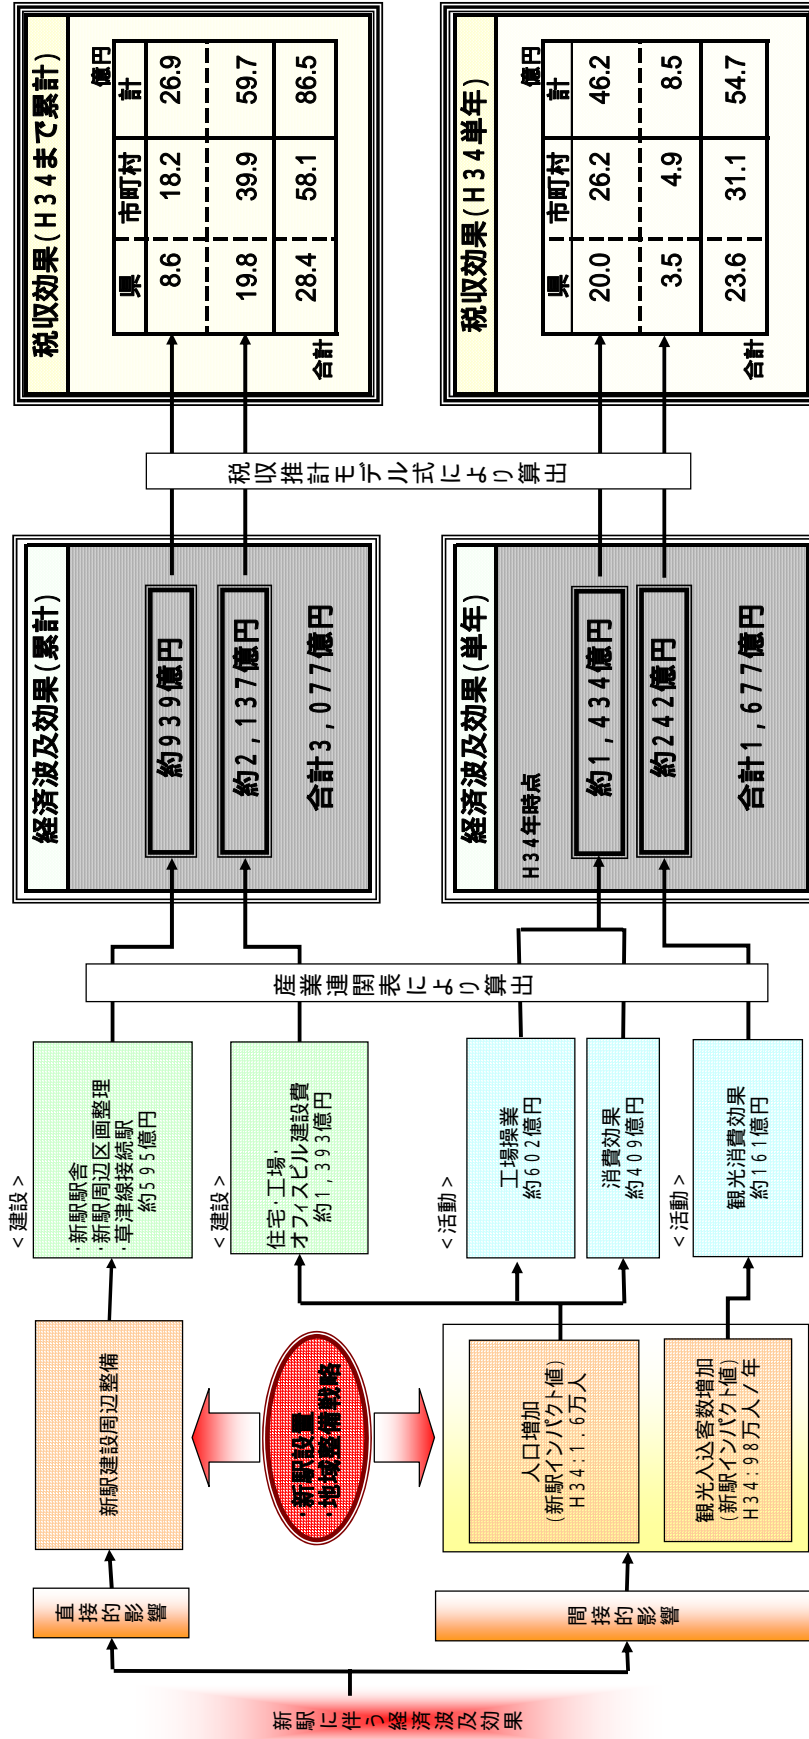 新駅に伴う経済波及効果
直接的影響
新駅建設周辺整備
<建設>
・新駅駅舎
・新駅周辺区画整理
・草津線接続駅
約595億円
・新駅設置
・地域整備戦略
<建設>
住宅・工場・
オフィスビル建設費
約1,393億円
間接的影響
人口増加
(新駅インパクト値)
H34:1.6万人
観光入込客数増加
(新駅インパクト値)
H34:98万人/年
<活動>
工場操業
約602億円
消費効果
約409億円
<活動>
観光消費効果
約161億円
産業連関表により算出
経済波及効果(累計)
約939億円
約2,137億円
合計3,077億円
経済波及効果(単年)
H34年時点
約1,434億円
約242億円
合計1,677億円
税収推計モデル式により算出
税収効果(H34まで累計)
億円
県 市町村 計
8.6 18.2 26.9
19.8 39.9 59.7
合計 28.4 58.1 86.5
税収効果(H34単年)
億円
県 市町村 計
20.0 26.2 46.2
3.5 4.9 8.5
合計 23.6 31.1 54.7